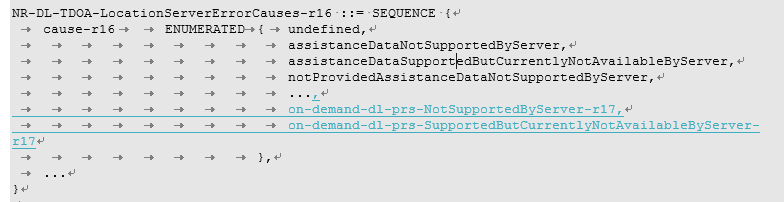 NR-DL-TDOA-LocationServerErrorCauses-r16 ::= SEQUENCE {
cause-r16 ENUMERATED { undefined,
assistanceDataNotSupportedByServer,
assistanceDataSupportedButCurrentlyNotAvailableByServer,
notProvidedAssistanceDataNotSupportedByServer,
...,
on-demand-dl-prs-NotSupportedByServer-r17,
on-demand-dl-prs-SupportedButCurrentlyNotAvailableByServer-
r17
},
...
}